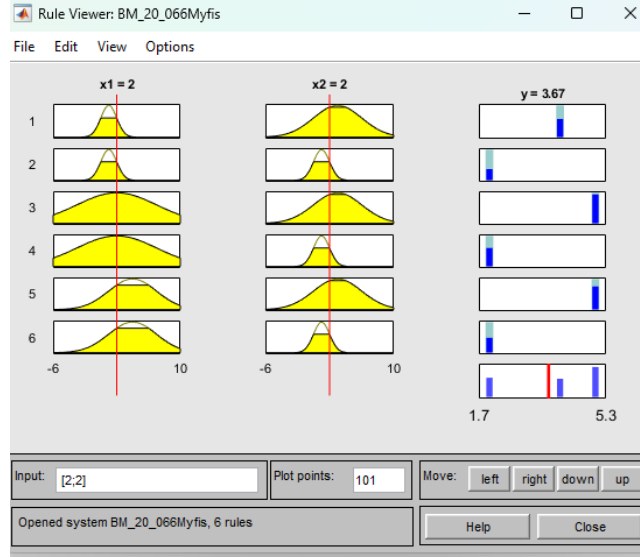 Rule Viewer: BM_20_066Myfis
File Edit View Options
x1 = 2 x2 = 2 y = 3.67
1
2
3
4
5
6
-6 10 -6 10
1.7 5.3
Input: [2;2] Plot points: 101 Move: left right down up
Opened system BM_20_066Myfis, 6 rules Help Close